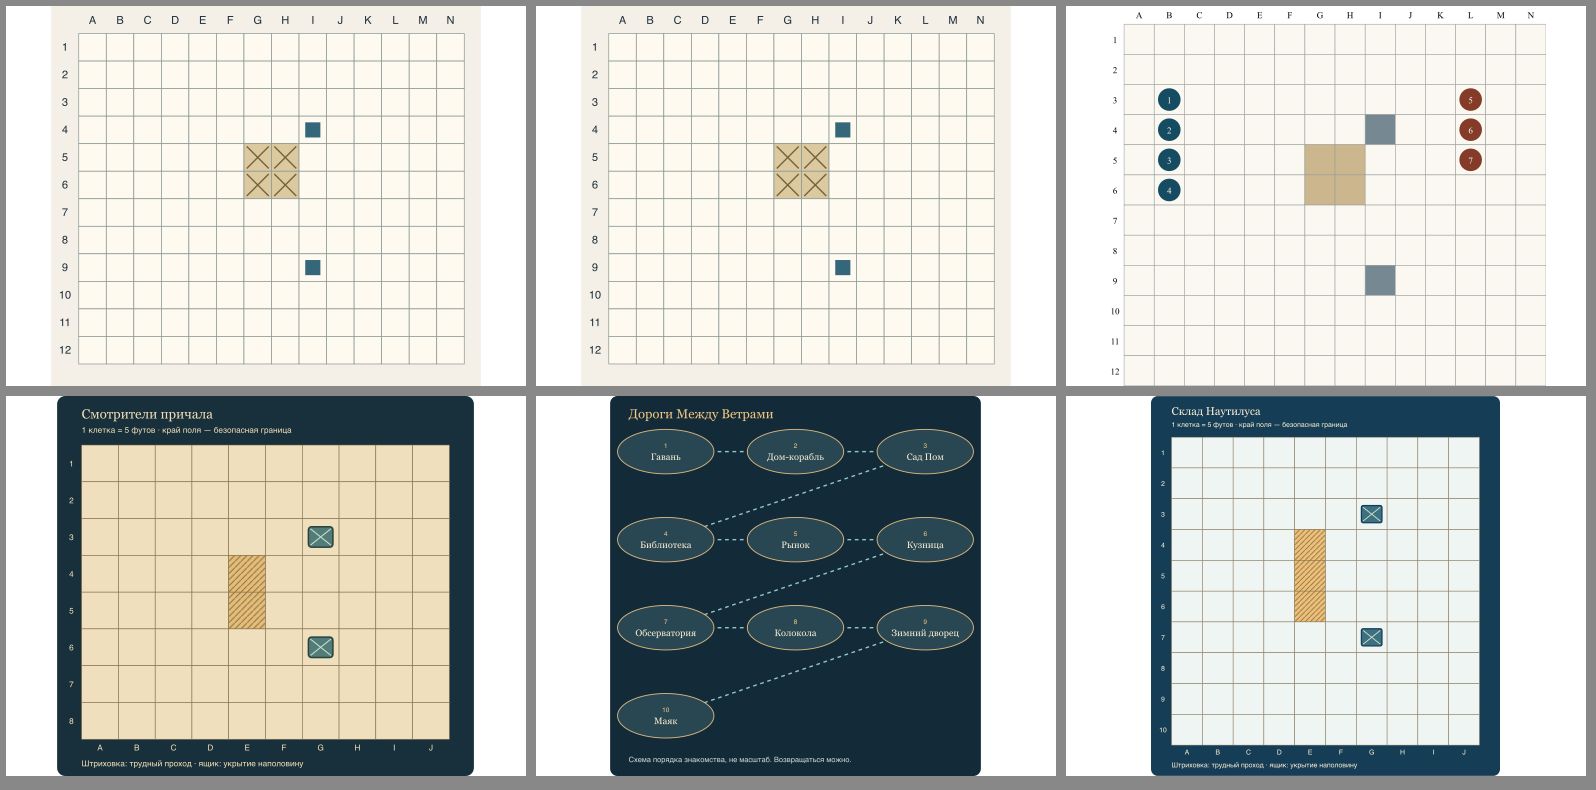 A B C D E F G H I J K L M N
1
2
3
4
5
6
7
8
9
10
11
12
A B C D E F G H I J K L M N
1
2
3
4
5
6
7
8
9
10
11
12
A B C D E F G H I J K L M N
1
2
3 1 5
4 2 6
5 3 7
6 4
7
8
9
10
11
12
Смотрители причала
1 клетка = 5 футов · край поля — безопасная граница
1
2
3
4
5
6
7
8
A B C D E F G H I J
Штриховка: трудный проход · ящик: укрытие наполовину
Дороги Между Ветрами
1 2 3
Гавань Дом-корабль Сад Пом
4 5 6
Библиотека Рынок Кузница
7 8 9
Обсерватория Колокола Зимний дворец
10
Маяк
Схема порядка знакомства, не масштаб. Возвращаться можно.
Склад Наутилуса
1 клетка = 5 футов · край поля — безопасная граница
1
2
3
4
5
6
7
8
9
10
A B C D E F G H I J
Штриховка: трудный проход · ящик: укрытие наполовину